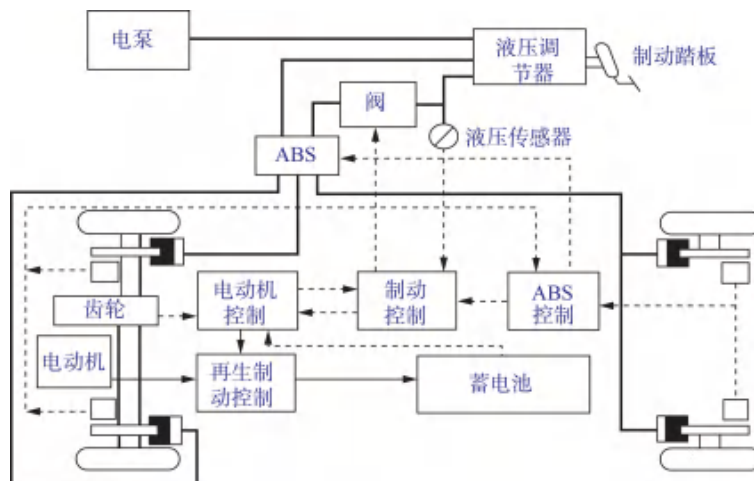 电泵
液压调
节器
制动踏板
阀
液压传感器
ABS
电动机
控制
制动
控制
ABS
控制
齿轮
电动机
再生制
动控制
蓄电池